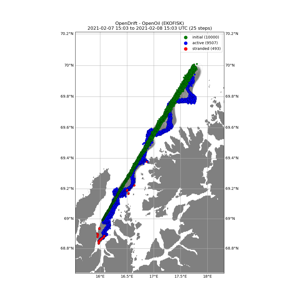 OpenDrift - OpenOil (EKOFISK)
2021-02-07 15:03 to 2021-02-08 15:03 UTC (25 steps)
70.2°N 70.2°N
initial (10000)
active (9507)
stranded (493)
70°N 70°N
69.8°N 69.8°N
69.6°N 69.6°N
69.4°N 69.4°N
69.2°N 69.2°N
69°N 69°N
68.8°N 68.8°N
16°E 16.5°E 17°E 17.5°E 18°E